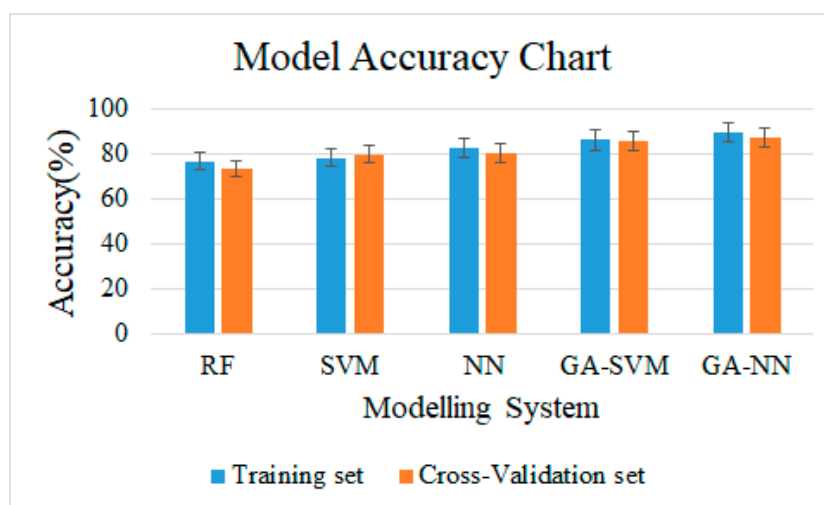 Model Accuracy Chart
Accuracy(%)
100
80
60
40
20
0
RF SVM NN GA-SVM GA-NN
Modelling System
Training set Cross-Validation set